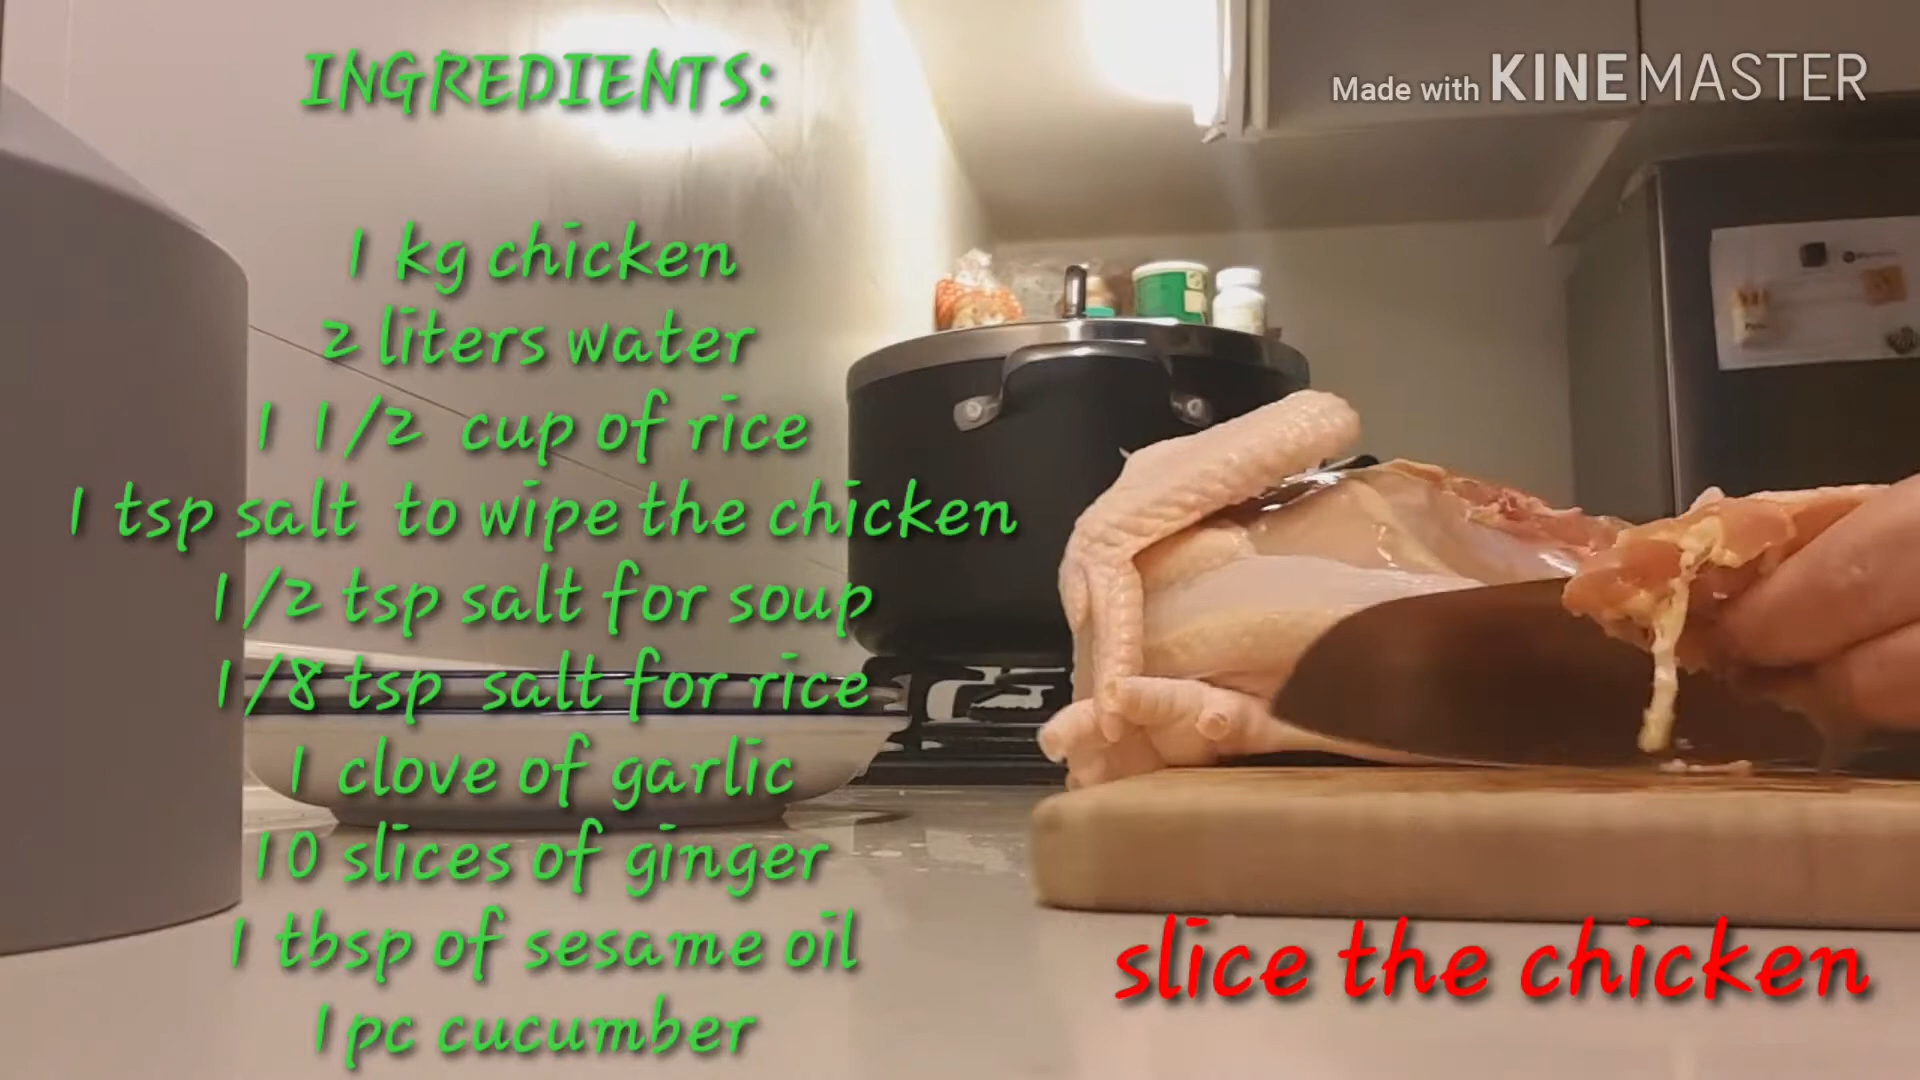 INGREDIENTS:
Made with KINEMASTER
1 kg chicken
2 liters water
1 1/2 cup of rice
1 tsp salt to wipe the chicken
1/2 tsp salt for soup
1/8 tsp salt for rice
1 clove of garlic
10 slices of ginger
1 tbsp of sesame oil
1pc cucumber
slice the chicken